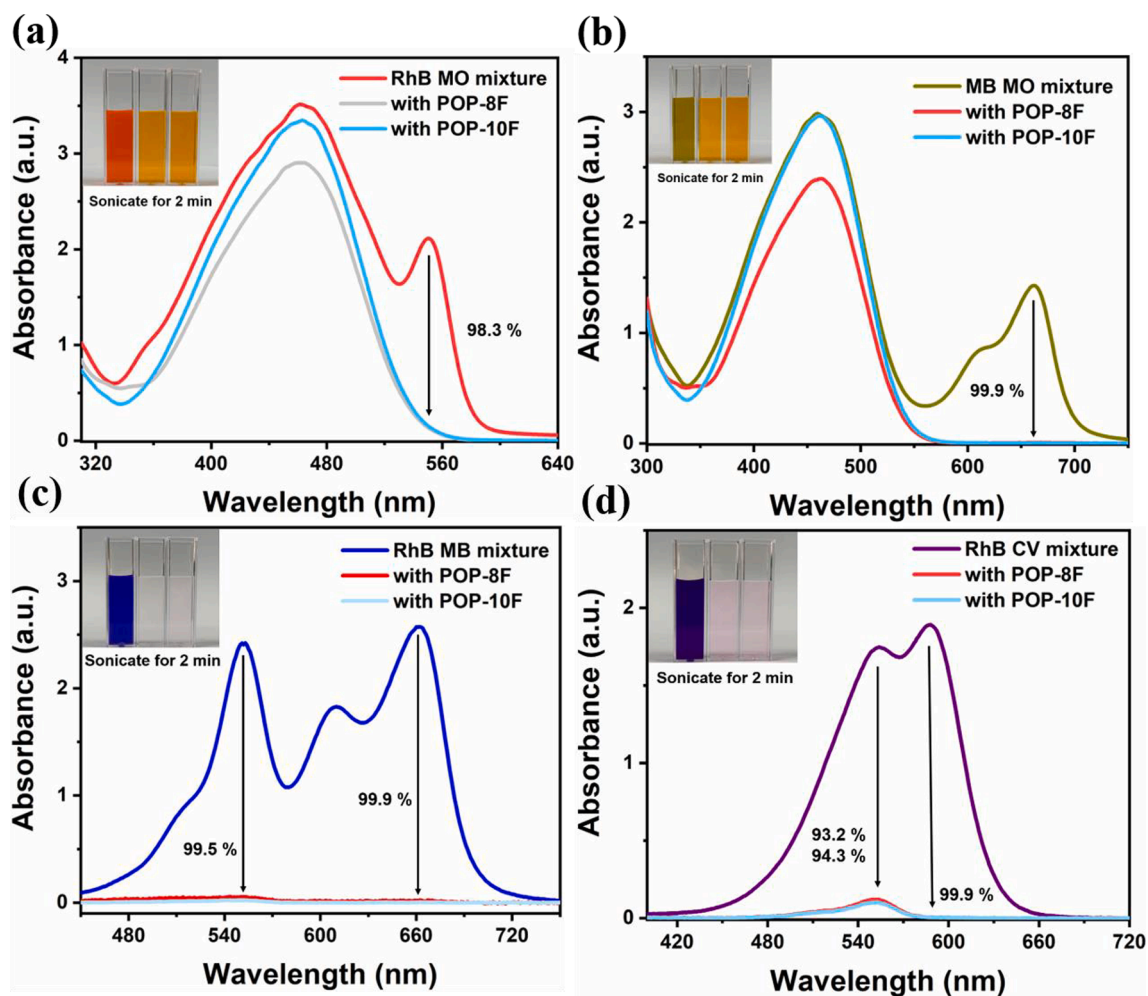 (a)
Absorbance (a.u.)
4
3
2
1
0
Sonicate for 2 min
RhB MO mixture
with POP-8F
with POP-10F
98.3 %
320 400 480 560 640
Wavelength (nm)
(b)
Absorbance (a.u.)
3
2
1
0
Sonicate for 2 min
MB MO mixture
with POP-8F
with POP-10F
99.9 %
300 400 500 600 700
Wavelength (nm)
(c)
Absorbance (a.u.)
3
2
1
0
Sonicate for 2 min
RhB MB mixture
with POP-8F
with POP-10F
99.5 %
99.9 %
480 540 600 660 720
Wavelength (nm)
(d)
Absorbance (a.u.)
2
1
0
Sonicate for 2 min
RhB CV mixture
with POP-8F
with POP-10F
93.2 %
94.3 %
99.9 %
420 480 540 600 660 720
Wavelength (nm)